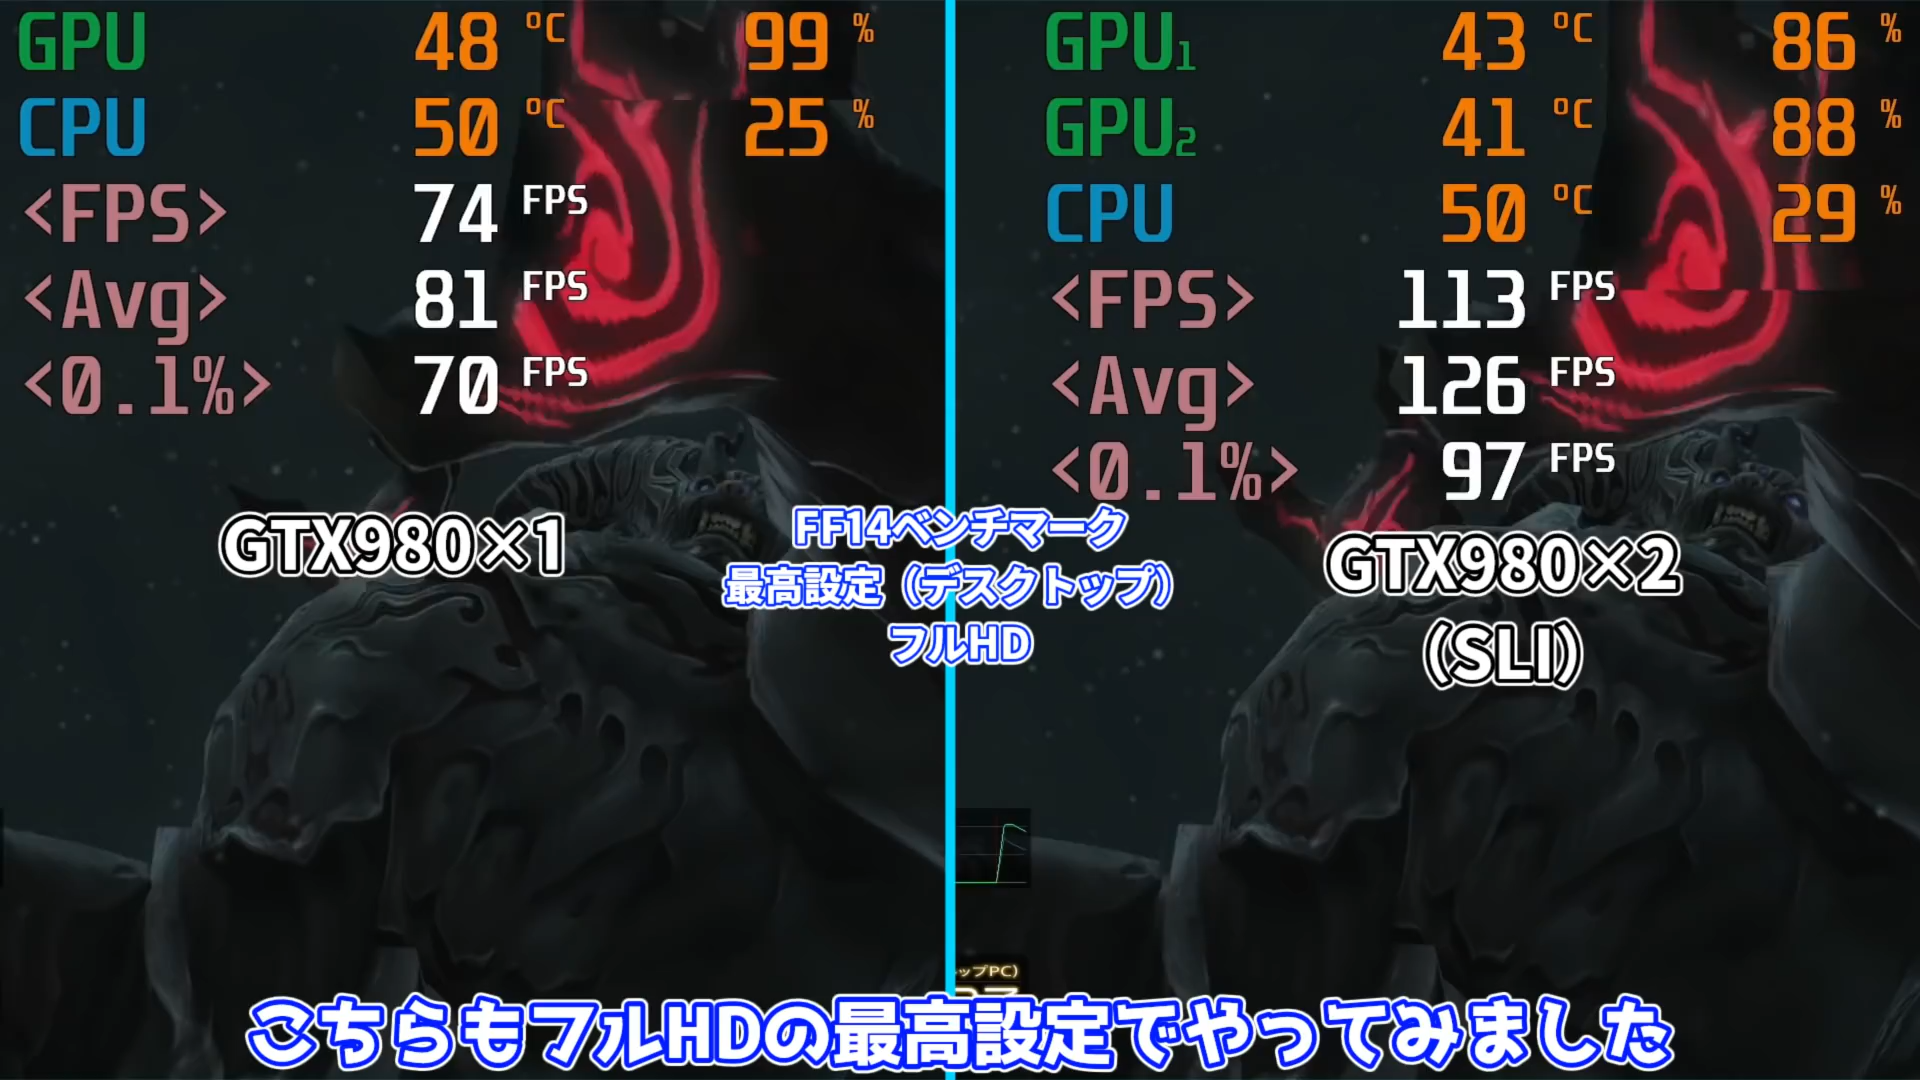 GPU 48 °C 99 %
CPU 50 °C 25 %
<FPS> 74 FPS
<Avg> 81 FPS
<0.1%> 70 FPS
GTX980×1
GPU1 43 °C 86 %
GPU2 41 °C 88 %
CPU 50 °C 29 %
<FPS> 113 FPS
<Avg> 126 FPS
<0.1%> 97 FPS
GTX980×2
(SLI)
FF14ベンチマーク
最高設定（デスクトップ）
フルHD
ップPC)
こちらもフルHDの最高設定でやってみました